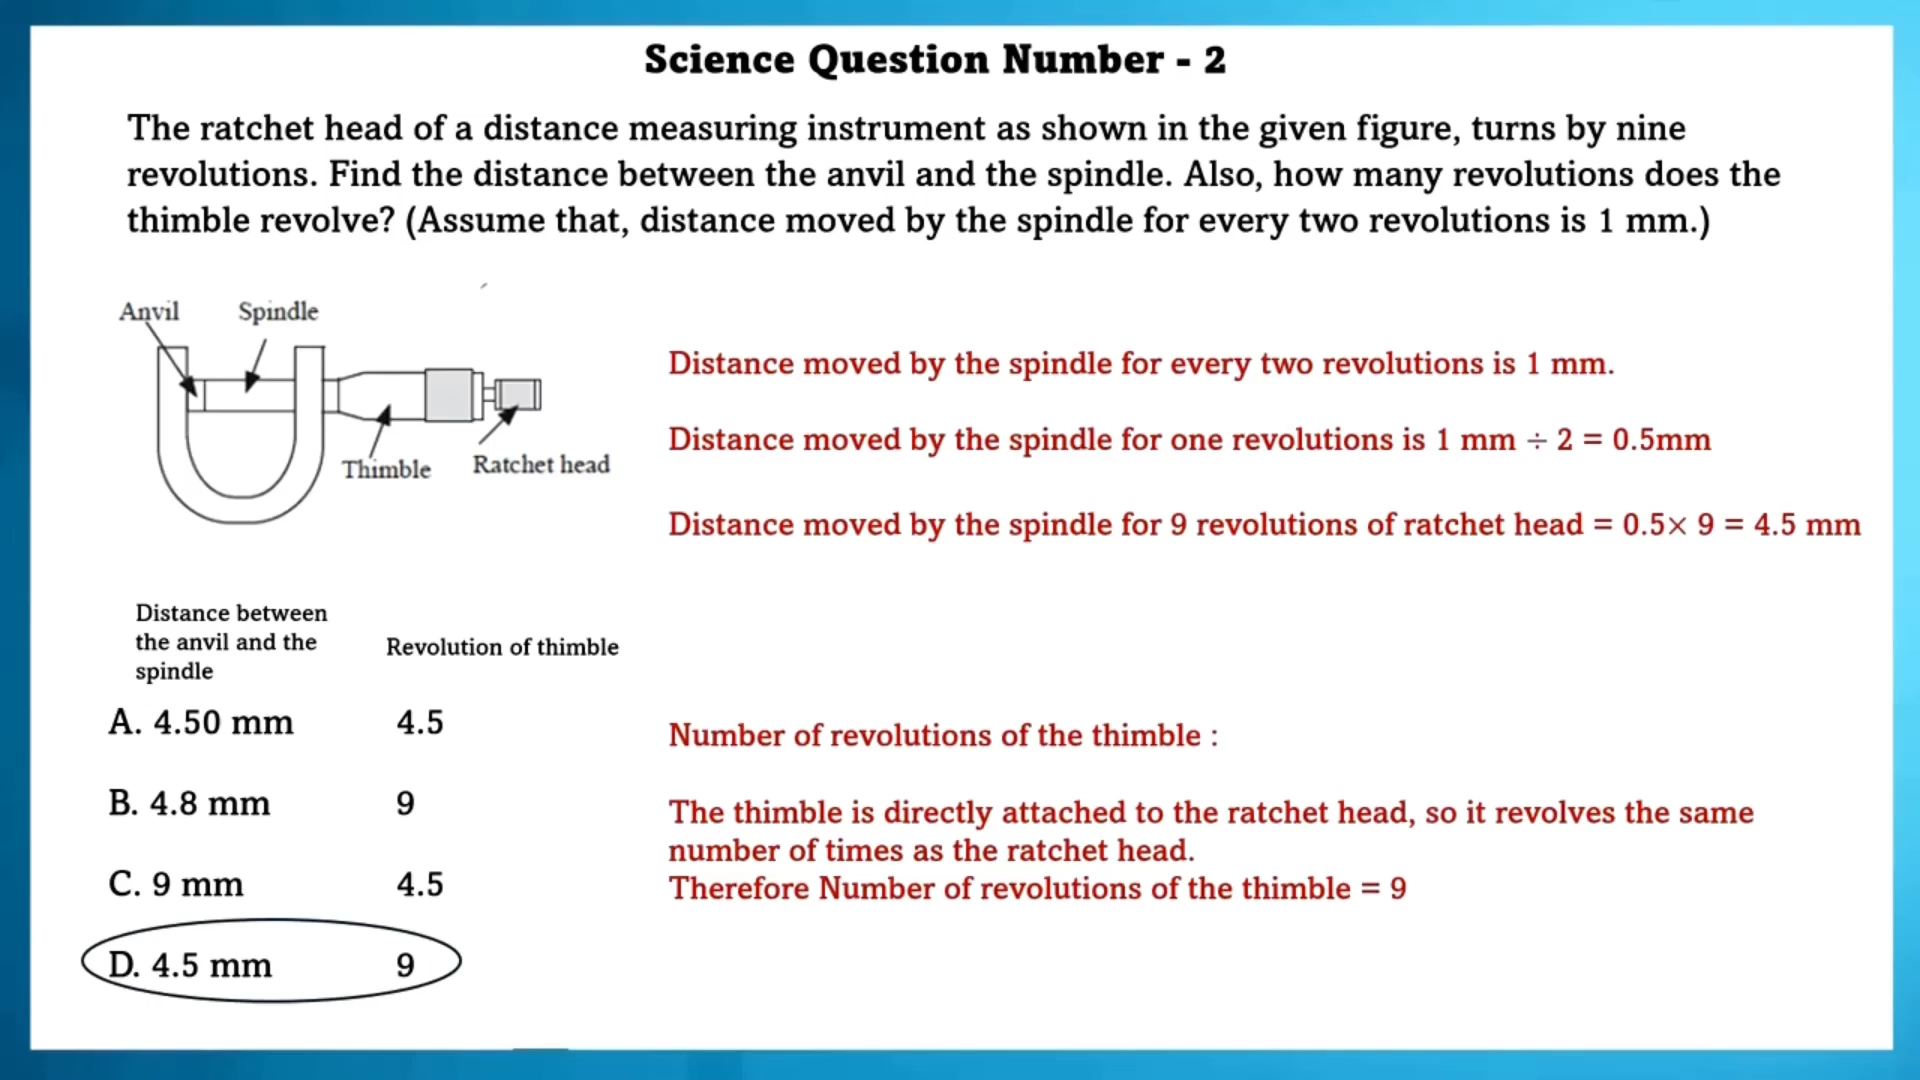 Science Question Number - 2
The ratchet head of a distance measuring instrument as shown in the given figure, turns by nine
revolutions. Find the distance between the anvil and the spindle. Also, how many revolutions does the
thimble revolve? (Assume that, distance moved by the spindle for every two revolutions is 1 mm.)
Anvil
Spindle
Thimble
Ratchet head
Distance moved by the spindle for every two revolutions is 1 mm.
Distance moved by the spindle for one revolutions is 1 mm ÷ 2 = 0.5mm
Distance moved by the spindle for 9 revolutions of ratchet head = 0.5× 9 = 4.5 mm
Distance between
the anvil and the
spindle
Revolution of thimble
A. 4.50 mm 4.5
B. 4.8 mm 9
C. 9 mm 4.5
D. 4.5 mm 9
Number of revolutions of the thimble :
The thimble is directly attached to the ratchet head, so it revolves the same
number of times as the ratchet head.
Therefore Number of revolutions of the thimble = 9